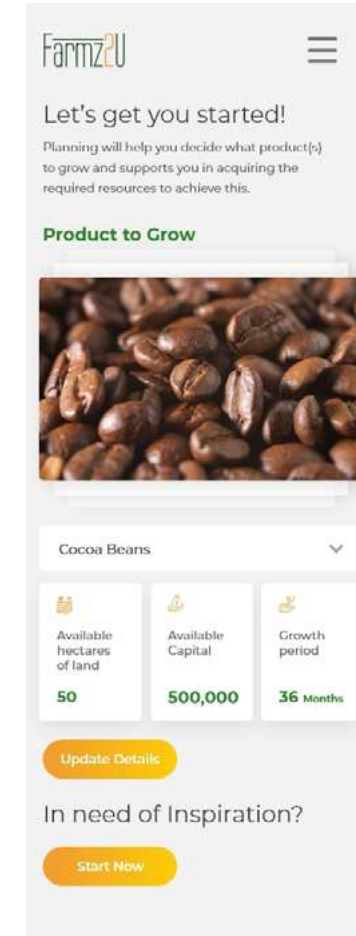 Farmz2U
Let's get you started!
Planning will help you decide what product(s)
to grow and supports you in acquiring the
required resources to achieve this.
Product to Grow
Cocoa Beans
Available
hectares
of land
50
Available
Capital
500,000
Growth
period
36 Months
Update Details
In need of Inspiration?
Start Now